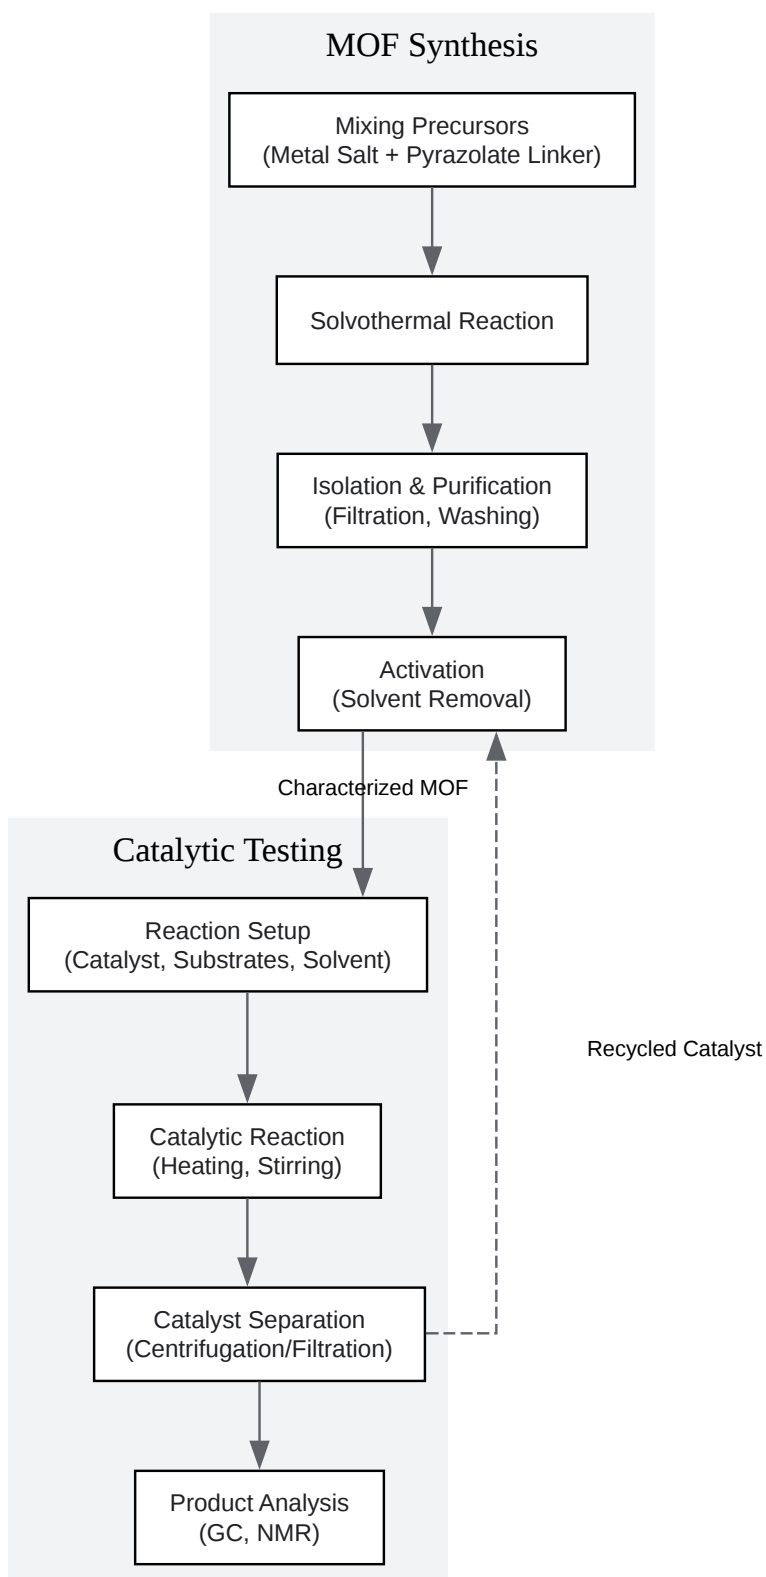 MOF Synthesis
Mixing Precursors
(Metal Salt + Pyrazolate Linker)
Solvothermal Reaction
Isolation & Purification
(Filtration, Washing)
Activation
(Solvent Removal)
Characterized MOF
Catalytic Testing
Reaction Setup
(Catalyst, Substrates, Solvent)
Recycled Catalyst
Catalytic Reaction
(Heating, Stirring)
Catalyst Separation
(Centrifugation/Filtration)
Product Analysis
(GC, NMR)